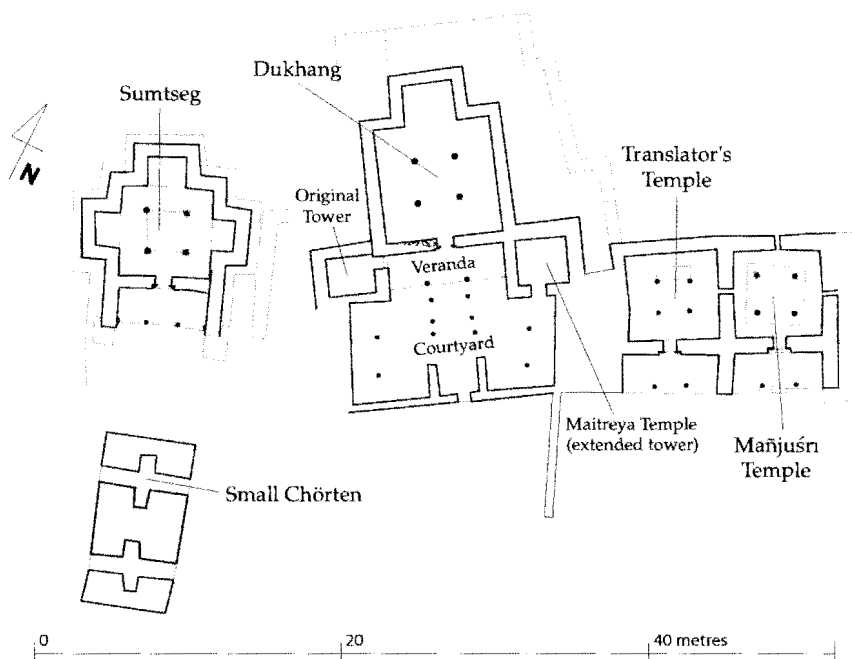 Dukhang
Sumtseg
N
Translator's
Temple
Original
Tower
Veranda
Courtyard
Maitreya Temple
(extended tower)
Mañjuśrı
Temple
Small Chörten
0
20
40 metres